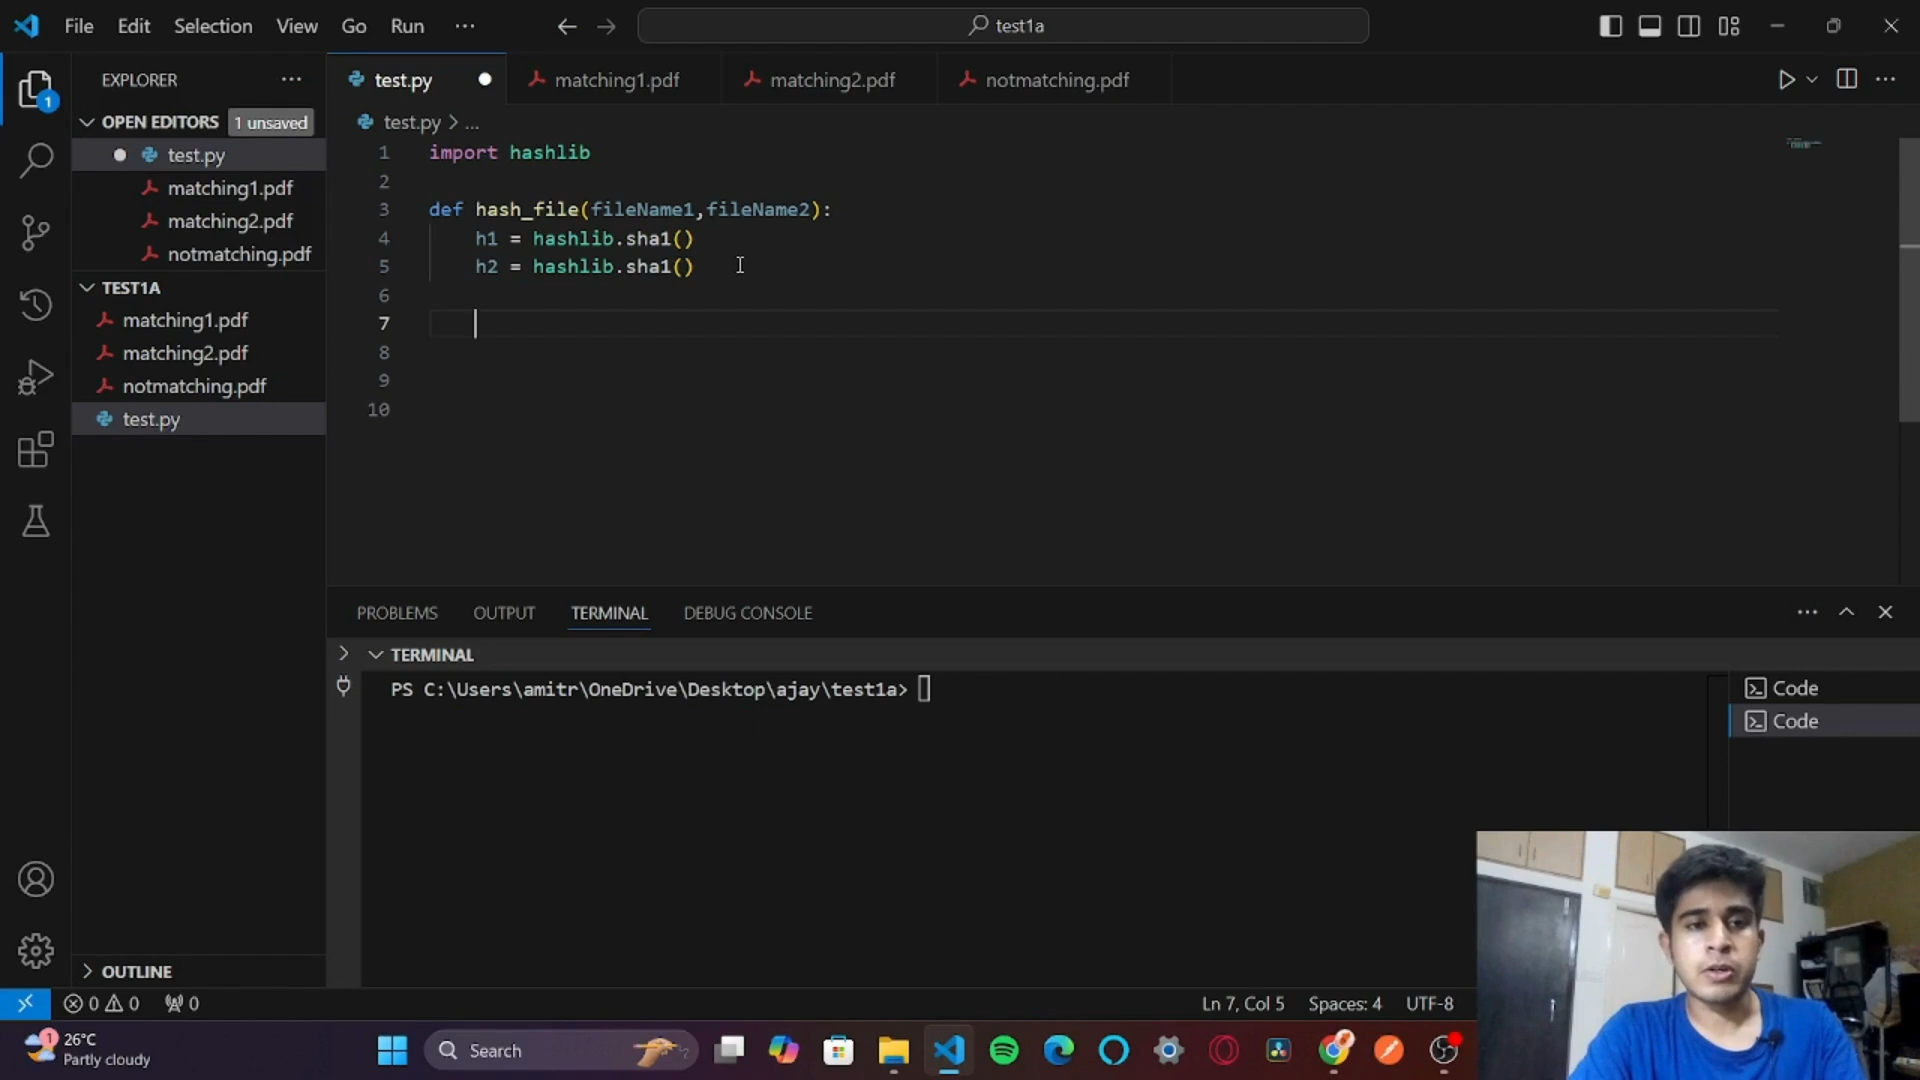 File Edit Selection View Go Run ···
test1a
EXPLORER ···
OPEN EDITORS 1 unsaved
test.py
matching1.pdf
matching2.pdf
notmatching.pdf
TEST1A
matching1.pdf
matching2.pdf
notmatching.pdf
test.py
OUTLINE
1
test.py matching1.pdf matching2.pdf notmatching.pdf
test.py > ...
1 import hashlib
2
3 def hash_file(fileName1,fileName2):
4 h1 = hashlib.sha1()
5 h2 = hashlib.sha1()
6
7
8
9
10
PROBLEMS OUTPUT TERMINAL DEBUG CONSOLE
TERMINAL
PS C:\Users\amitr\OneDrive\Desktop\ajay\test1a>
Code
Code
0 0 0
Ln 7, Col 5 Spaces: 4 UTF-8
1
26°C
Partly cloudy
Search